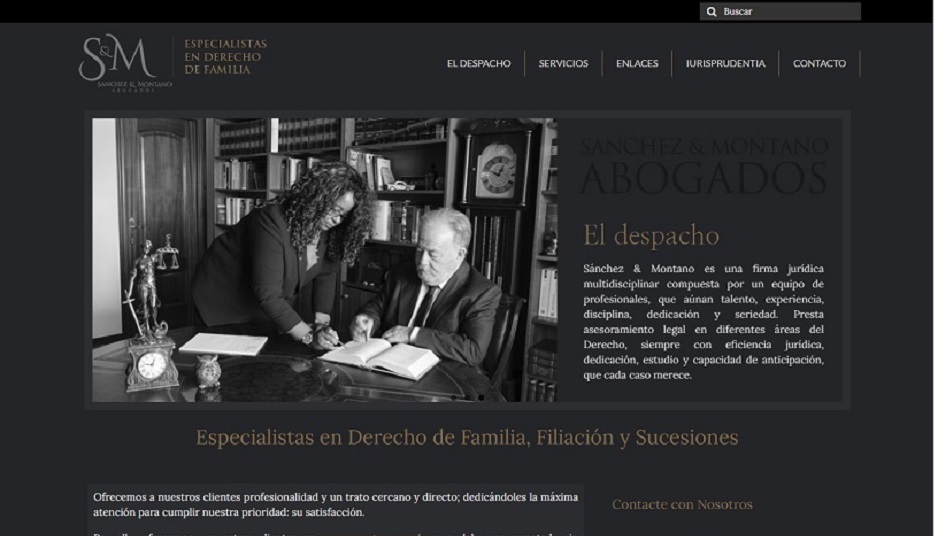 Buscar
S&M
SANCHEZ & MONTANO
ABOGADOS
ESPECIALISTAS
EN DERECHO
DE FAMILIA
EL DESPACHO
SERVICIOS
ENLACES
JURISPRUDENTIA
CONTACTO
SANCHEZ & MONTANO
ABOGADOS
El despacho
Sánchez & Montano es una firma jurídica
multidisciplinar compuesta por un equipo de
profesionales, que aúnan talento, experiencia,
disciplina, dedicación y seriedad. Presta
asesoramiento legal en diferentes áreas del
Derecho, siempre con eficiencia jurídica,
dedicación, estudio y capacidad de anticipación,
que cada caso merece.
Especialistas en Derecho de Familia, Filiación y Sucesiones
Ofrecemos a nuestros clientes profesionalidad y un trato cercano y directo; dedicándoles la máxima
atención para cumplir nuestra prioridad: su satisfacción.
Contacte con Nosotros